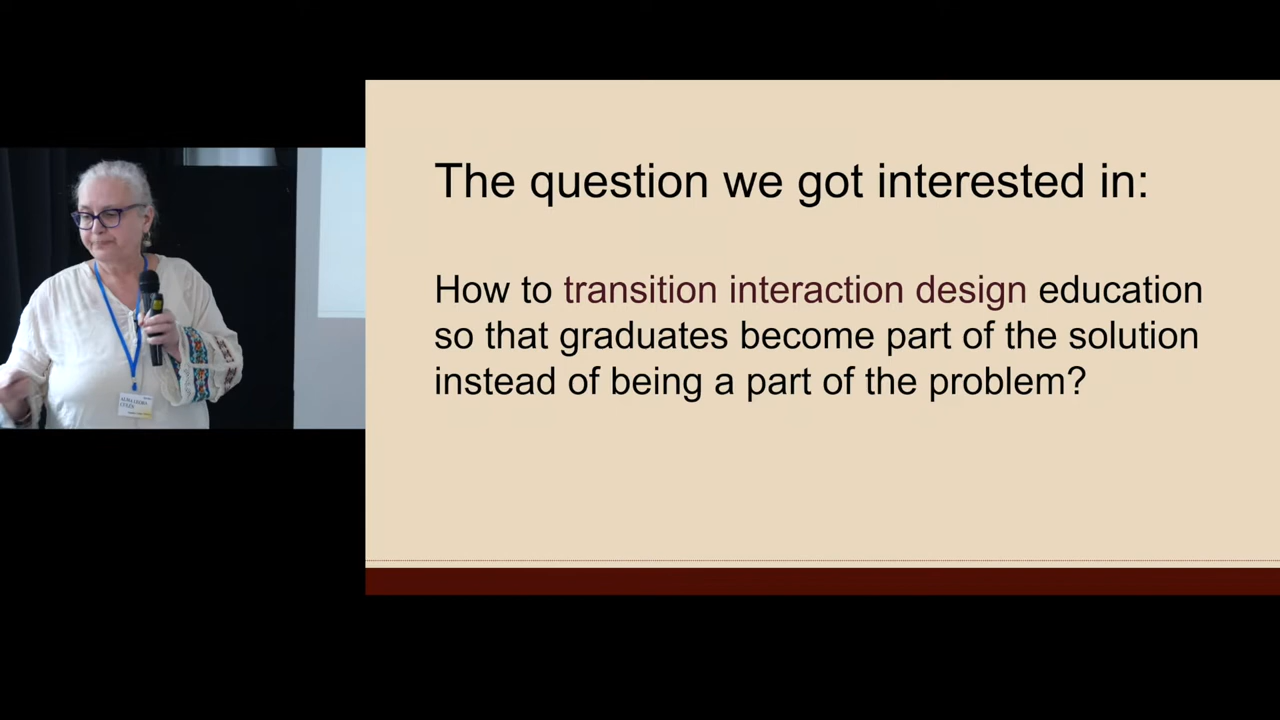 The question we got interested in:
How to transition interaction design education
so that graduates become part of the solution
instead of being a part of the problem?